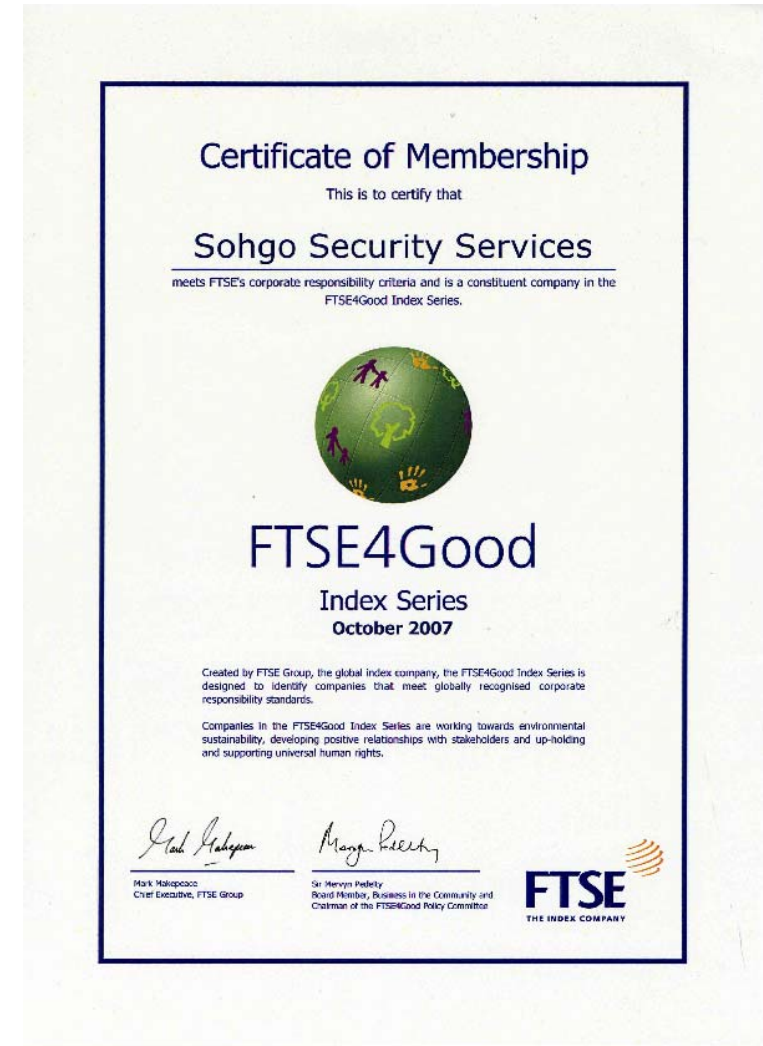 Certificate of Membership
This is to certify that
Sohgo Security Services
meets FTSE's corporate responsibility criteria and is a constituent company in the
FTSE4Good Index Series.
FTSE4Good
Index Series
October 2007
Created by FTSE Group, the global index company, the FTSE4Good Index Series is
designed to identify companies that meet globally recognised corporate
responsibility standards.
Companies in the FTSE4Good Index Series are working towards environmental
sustainability, developing positive relationships with stakeholders and up-holding
and supporting universal human rights.
Mark Makepeace
Mark Makepeace
Chief Executive, FTSE Group
Mervyn Pedelty
Sir Mervyn Pedelty
Board Member, Business in the Community and
Chairman of the FTSE4Good Policy Committee
FTSE
THE INDEX COMPANY